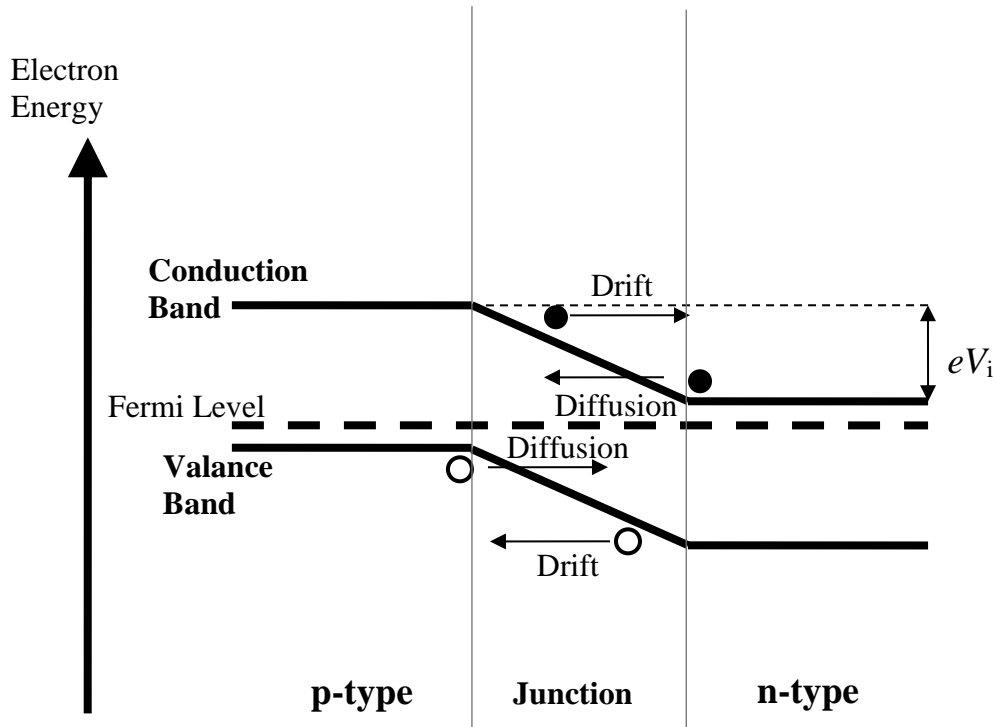 Electron
Energy
Conduction
Band
Drift
eVi
Diffusion
Fermi Level
Diffusion
Valance
Band
Drift
p-type
Junction
n-type